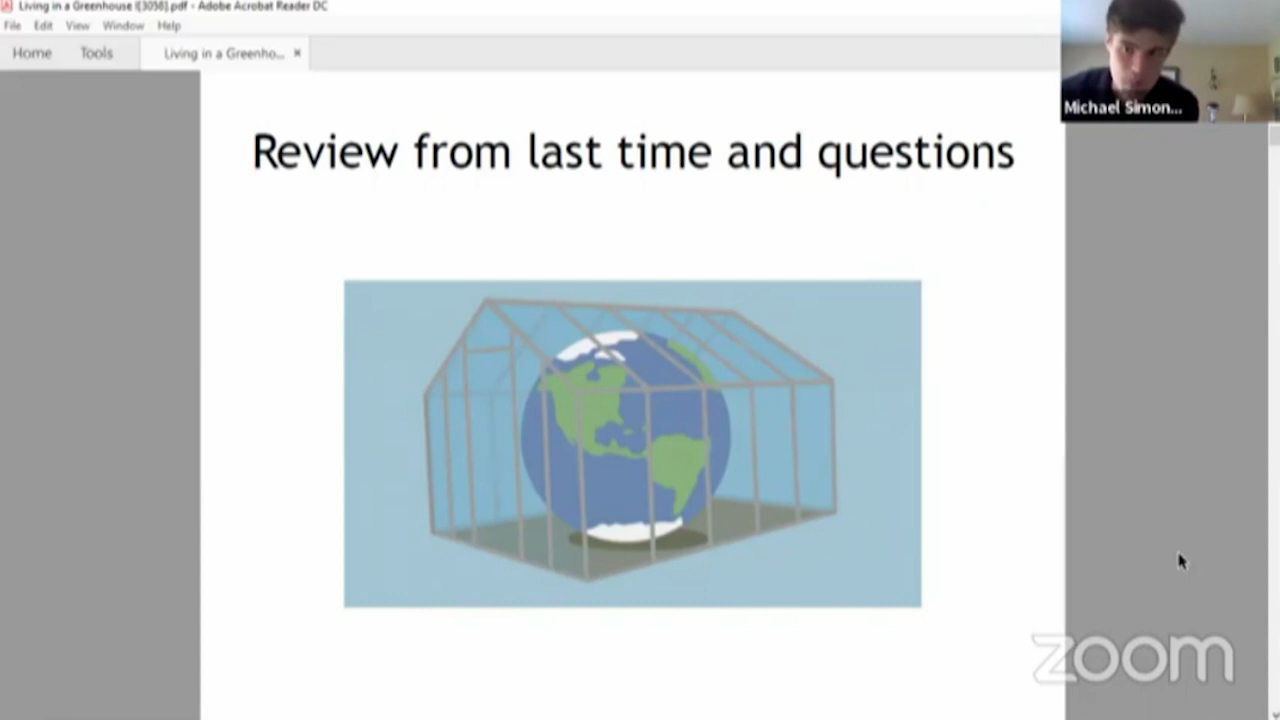 Living in a Greenhouse I[3058].pdf - Adobe Acrobat Reader DC
File Edit View Window Help
Home Tools Living in a Greenho... ×
Michael Simon...
Review from last time and questions
zoom